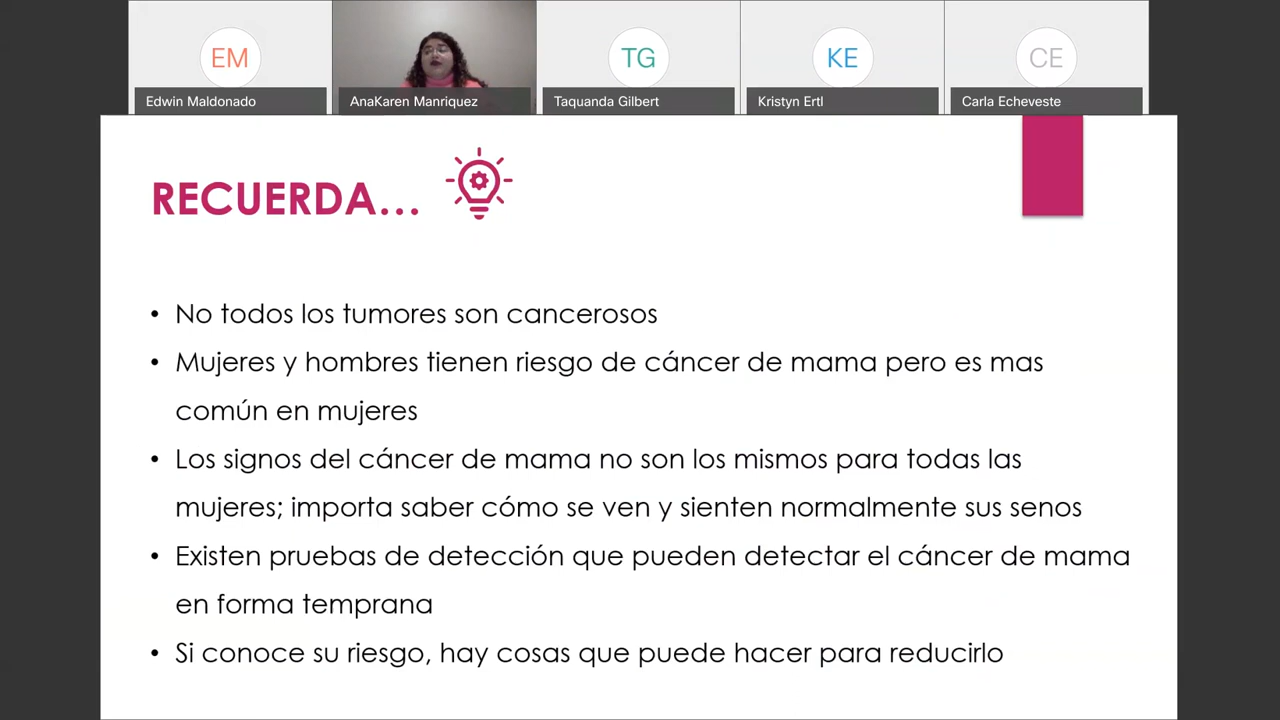 EM
TG
KE
CE
Edwin Maldonado
AnaKaren Manriquez
Taquanda Gilbert
Kristyn Ertl
Carla Echeveste
RECUERDA...
• No todos los tumores son cancerosos
• Mujeres y hombres tienen riesgo de cáncer de mama pero es mas
común en mujeres
• Los signos del cáncer de mama no son los mismos para todas las
mujeres; importa saber cómo se ven y sienten normalmente sus senos
• Existen pruebas de detección que pueden detectar el cáncer de mama
en forma temprana
• Si conoce su riesgo, hay cosas que puede hacer para reducirlo